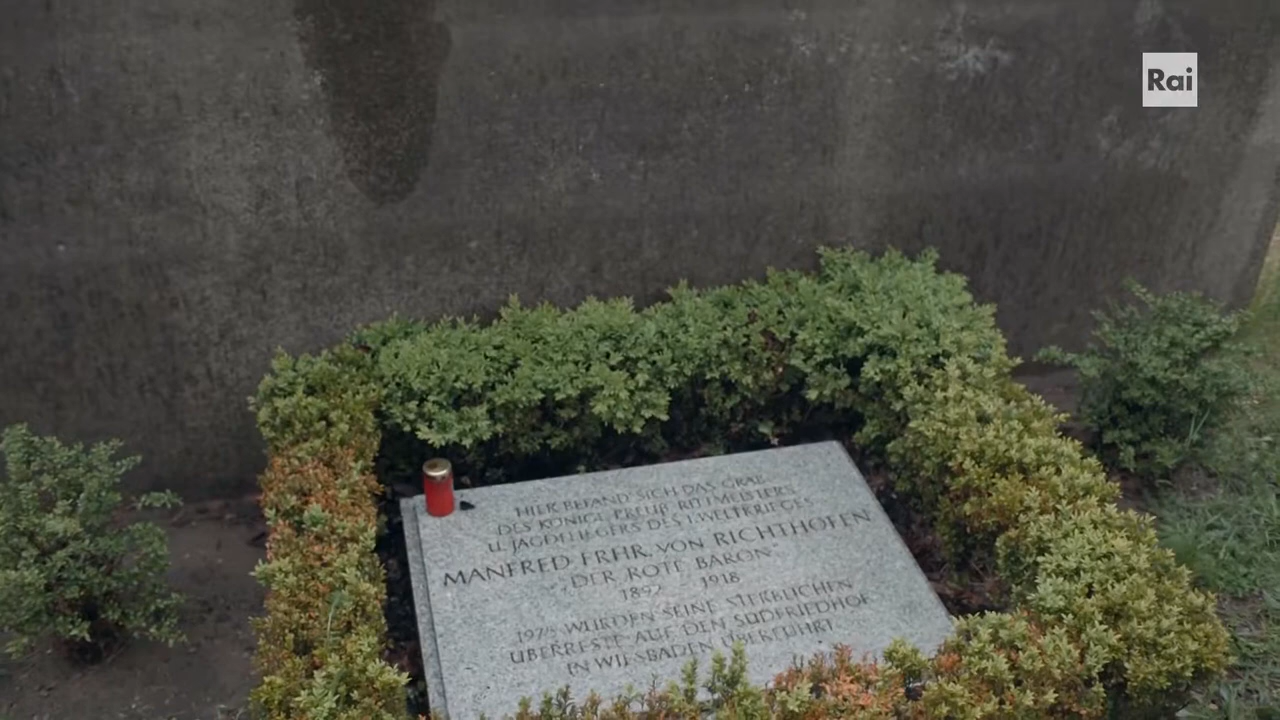 Rai
HIER BEFAND SICH DAS GRAB
DES KÖNIGL. PREUß. RITTMEISTERS
U. JAGDFLIEGERS DES I. WELTKRIEGES
MANFRED FRHR. VON RICHTHOFEN
"DER ROTE BARON"
1892 1918
1975 WURDEN SEINE STERBLICHEN
ÜBERRESTE AUF DEN SÜDFRIEDHOF
IN WIESBADEN ÜBERFÜHRT